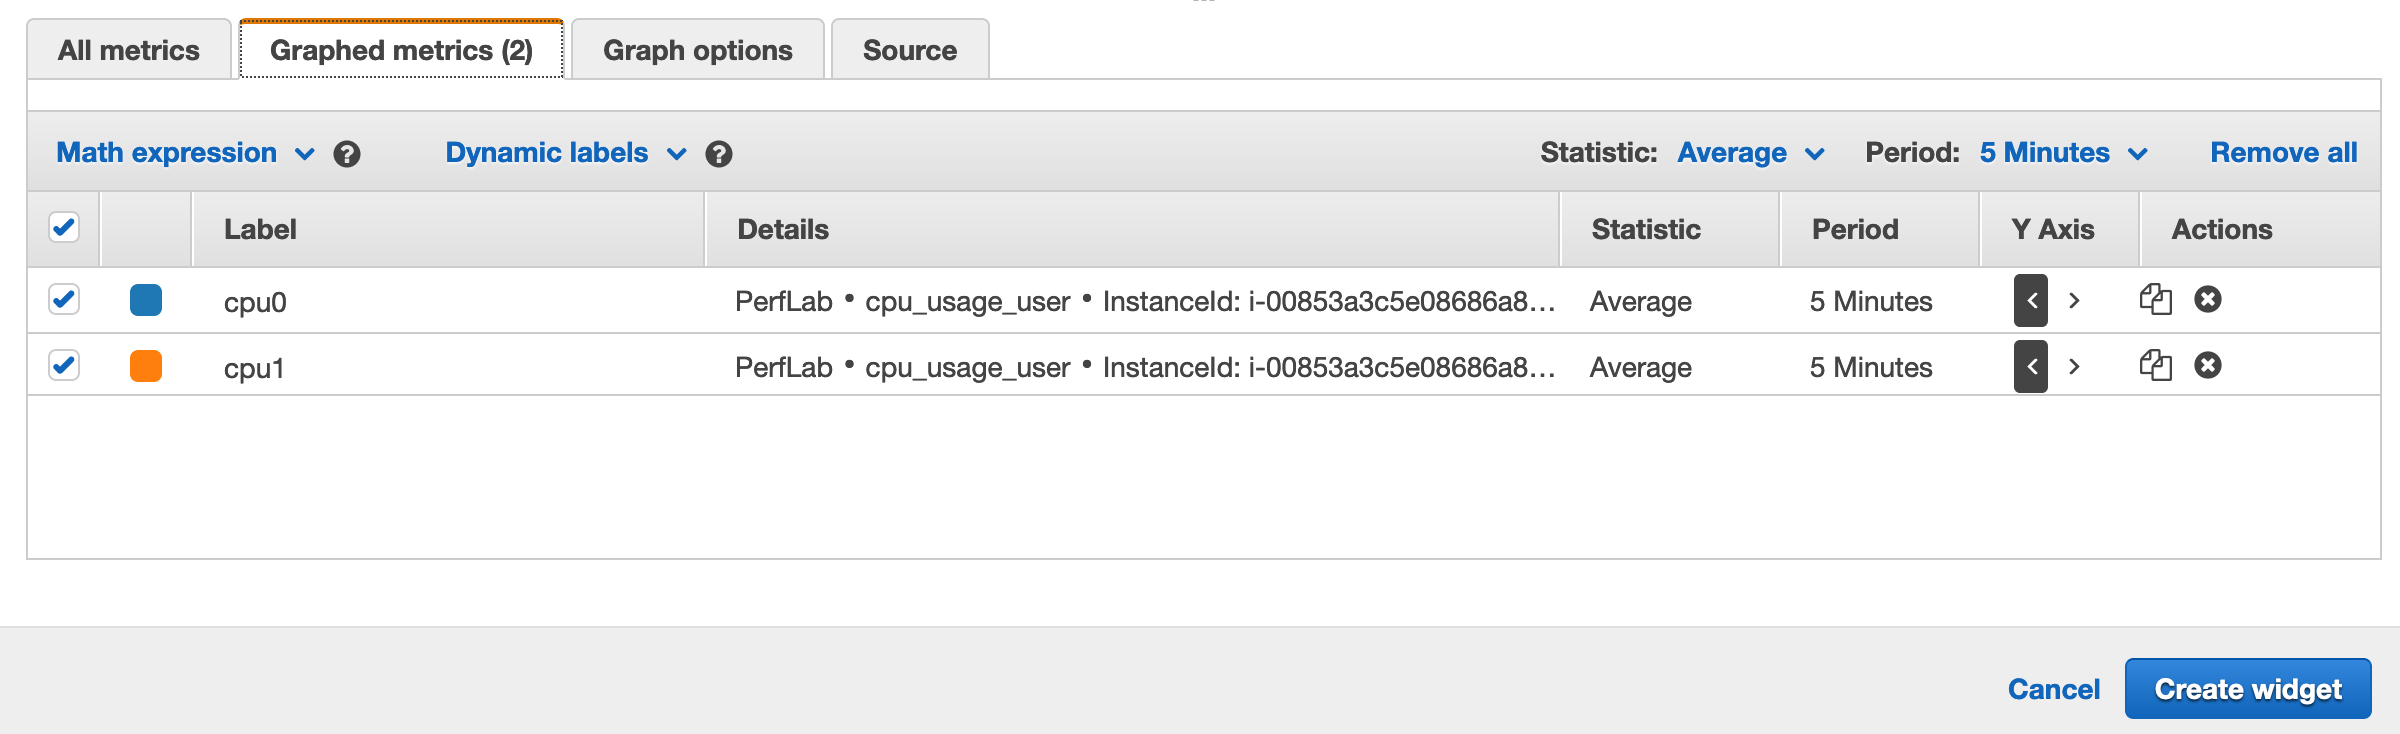 All metrics Graphed metrics (2) Graph options Source
Math expression Dynamic labels Statistic: Average Period: 5 Minutes Remove all
Label Details Statistic Period Y Axis Actions
cpu0 PerfLab • cpu_usage_user • InstanceId: i-00853a3c5e08686a8... Average 5 Minutes
cpu1 PerfLab • cpu_usage_user • InstanceId: i-00853a3c5e08686a8... Average 5 Minutes
Cancel Create widget